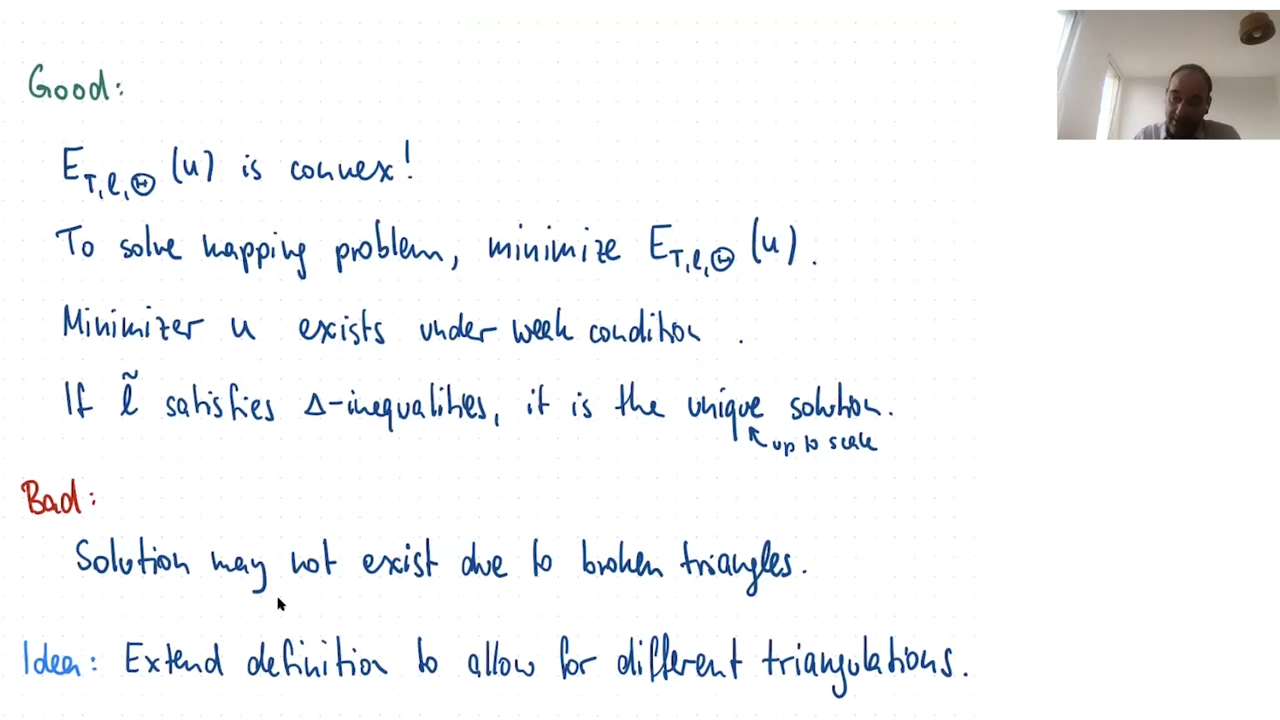 Good:
E_{T,l,Θ}(u) is convex!
To solve mapping problem, minimize E_{T,l,Θ}(u).
Minimizer u exists under weak condition.
If l̃ satisfies Δ-inequalities, it is the unique solution.
↖ up to scale
Bad:
Solution may not exist due to broken triangles.
Idea: Extend definition to allow for different triangulations.